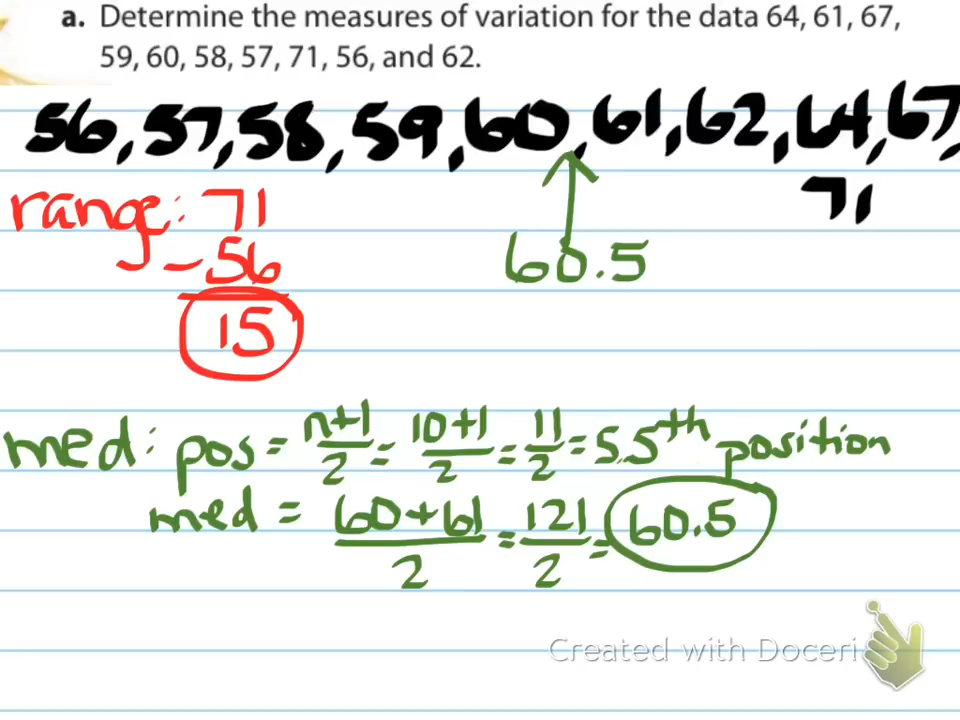 a. Determine the measures of variation for the data 64, 61, 67,
59, 60, 58, 57, 71, 56, and 62.
56, 57, 58, 59, 60, 61, 62, 64, 67,
71
range: 71
- 56
15
60.5
med: pos = n+1/2 = 10+1/2 = 11/2 = 5.5th position
med = 60+61/2 = 121/2 = 60.5
Created with Doceri